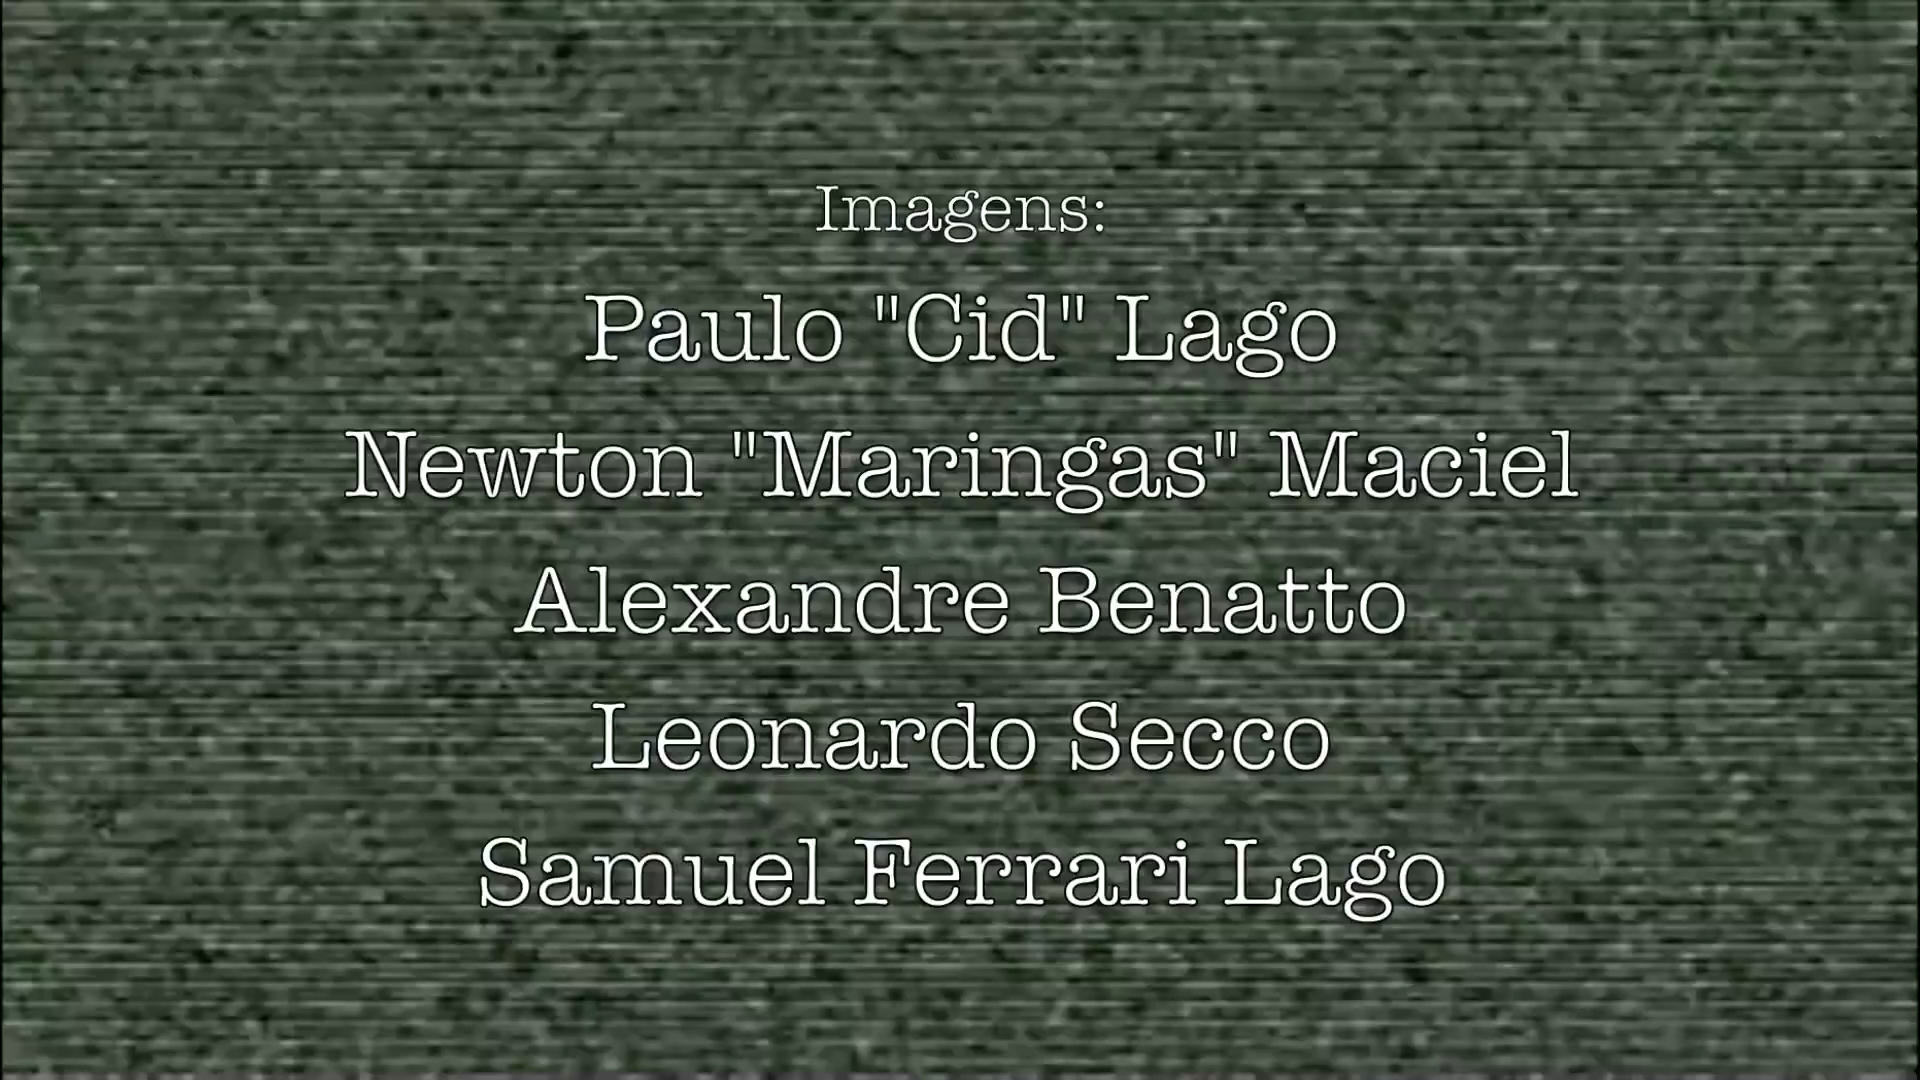 Imagens:
Paulo "Cid" Lago
Newton "Maringas" Maciel
Alexandre Benatto
Leonardo Secco
Samuel Ferrari Lago